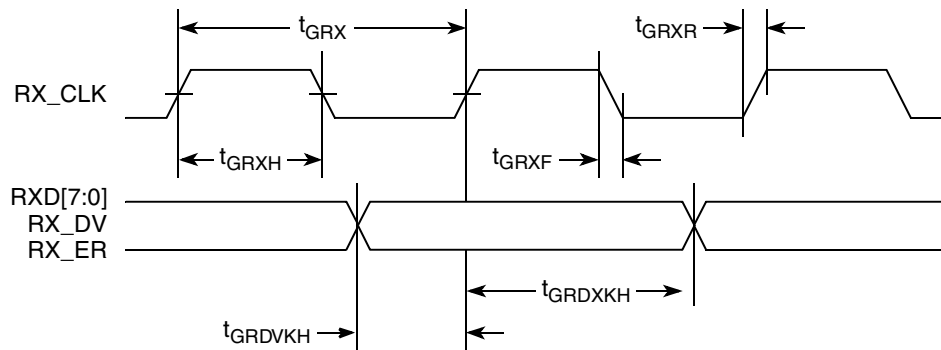 tGRX
tGRXR
RX_CLK
tGRXH
tGRXF
RXD[7:0]
RX_DV
RX_ER
tGRDXKH
tGRDVKH